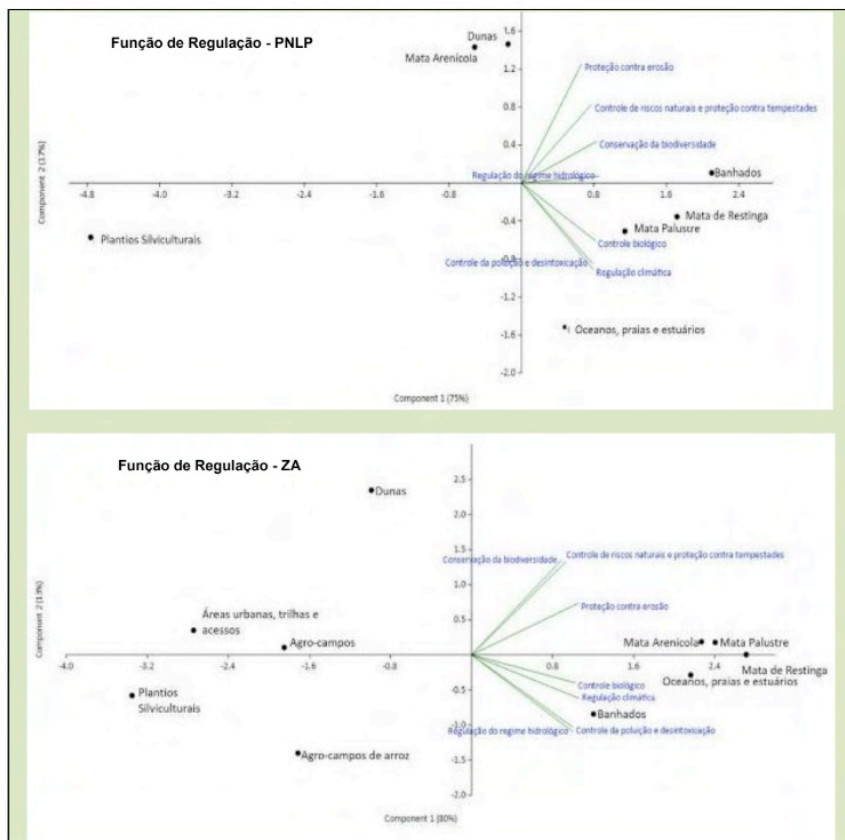 Função de Regulação - PNLP
Dunas
1.6
Mata Arenícola
Proteção contra erosão
1.2
0.8
Controle de riscos naturais e proteção contra tempestades
0.4
Conservação da biodiversidade
Regulação do regime hidrológico
Banhados
-4.8
-4.0
-3.2
-2.4
-1.6
-0.8
0.8
1.6
2.4
Component 2 (17%)
Mata de Restinga
-0.4
Mata Palustre
Plantios Silviculturais
Controle biológico
-0.8
Controle da poluição e desintoxicação
Regulação climática
-1.2
Oceanos, praias e estuários
-1.6
-2.0
Component 1 (75%)
Função de Regulação - ZA
2.5
Dunas
2.0
1.5
Conservação da biodiversidade
Controle de riscos naturais e proteção contra tempestades
1.0
Proteção contra erosão
0.5
Áreas urbanas, trilhas e
acessos
Agro-campos
Mata Arenícola
Mata Palustre
Component 2 (13%)
-4.0
-3.2
-2.4
-1.6
-0.8
0.8
1.6
2.4
Mata de Restinga
Oceanos, praias e estuários
Controle biológico
-0.5
Regulação climática
Plantios
Silviculturais
Banhados
-1.0
Regulação do regime hidrológico
Controle da poluição e desintoxicação
Agro-campos de arroz
-1.5
-2.0
Component 1 (80%)